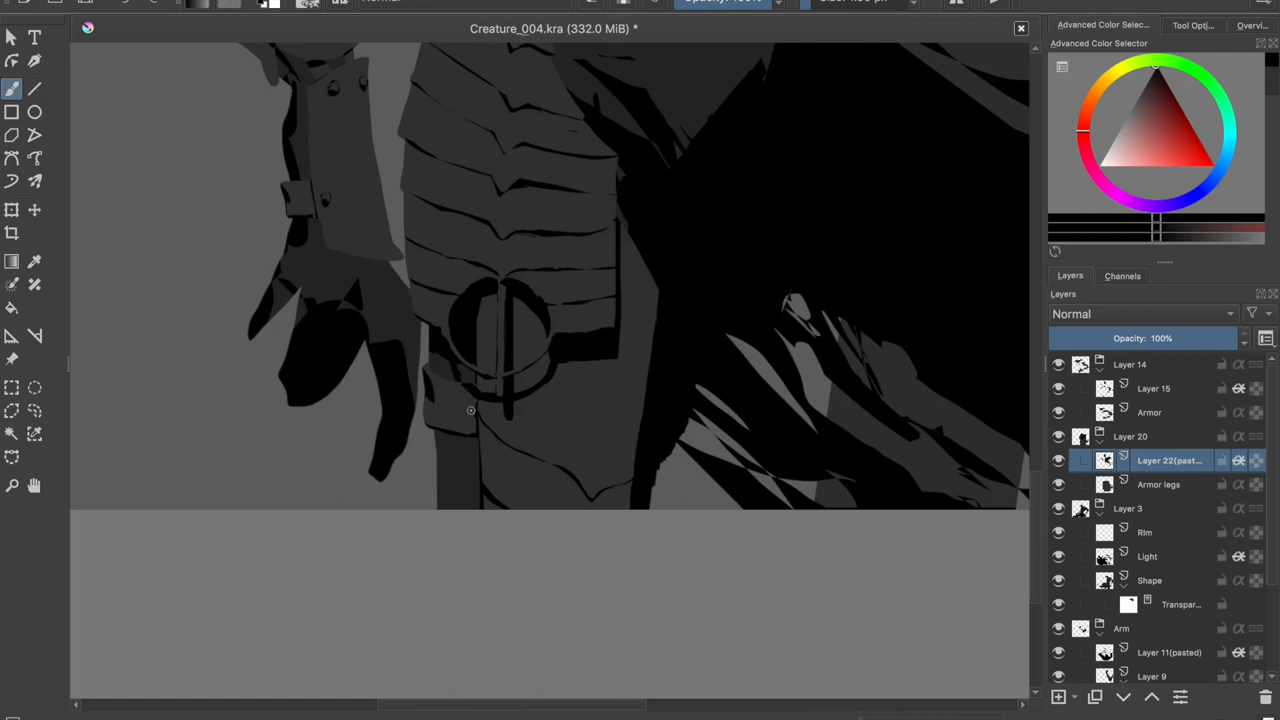 Creature_004.kra (332.0 MiB) *
Advanced Color Selec...
Tool Opti...
Overvi...
Advanced Color Selector
Layers
Channels
Layers
Normal
Opacity: 100%
Layer 14
Layer 15
Armor
Layer 20
Layer 22(past...
Armor legs
Layer 3
RIm
Light
Shape
Transpar...
Arm
Layer 11(pasted)
Layer 9